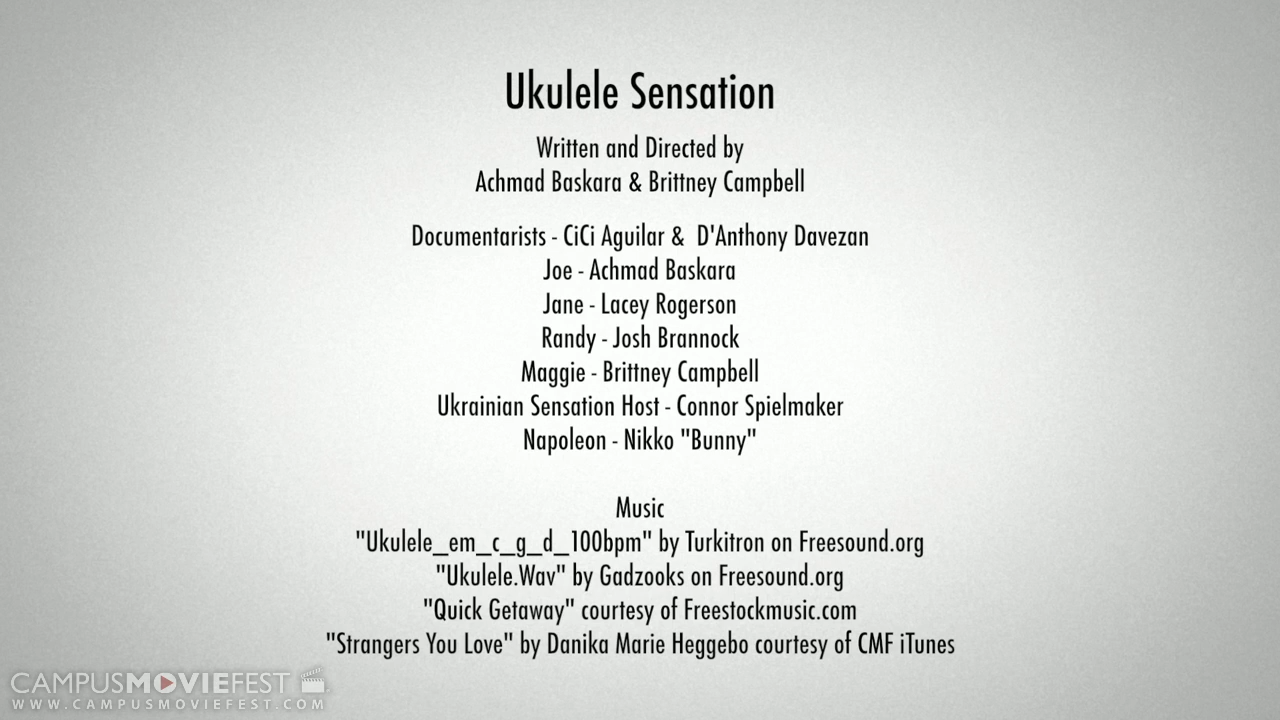 Ukulele Sensation
Written and Directed by
Achmad Baskara & Brittney Campbell
Documentarists - CiCi Aguilar &  D'Anthony Davezan
Joe - Achmad Baskara
Jane - Lacey Rogerson
Randy - Josh Brannock
Maggie - Brittney Campbell
Ukrainian Sensation Host - Connor Spielmaker
Napoleon - Nikko "Bunny"
Music
"Ukulele_em_c_g_d_100bpm" by Turkitron on Freesound.org
"Ukulele.Wav" by Gadzooks on Freesound.org
"Quick Getaway" courtesy of Freestockmusic.com
"Strangers You Love" by Danika Marie Heggebo courtesy of CMF iTunes
CAMPUSMOVIEFEST
WWW.CAMPUSMOVIEFEST.COM